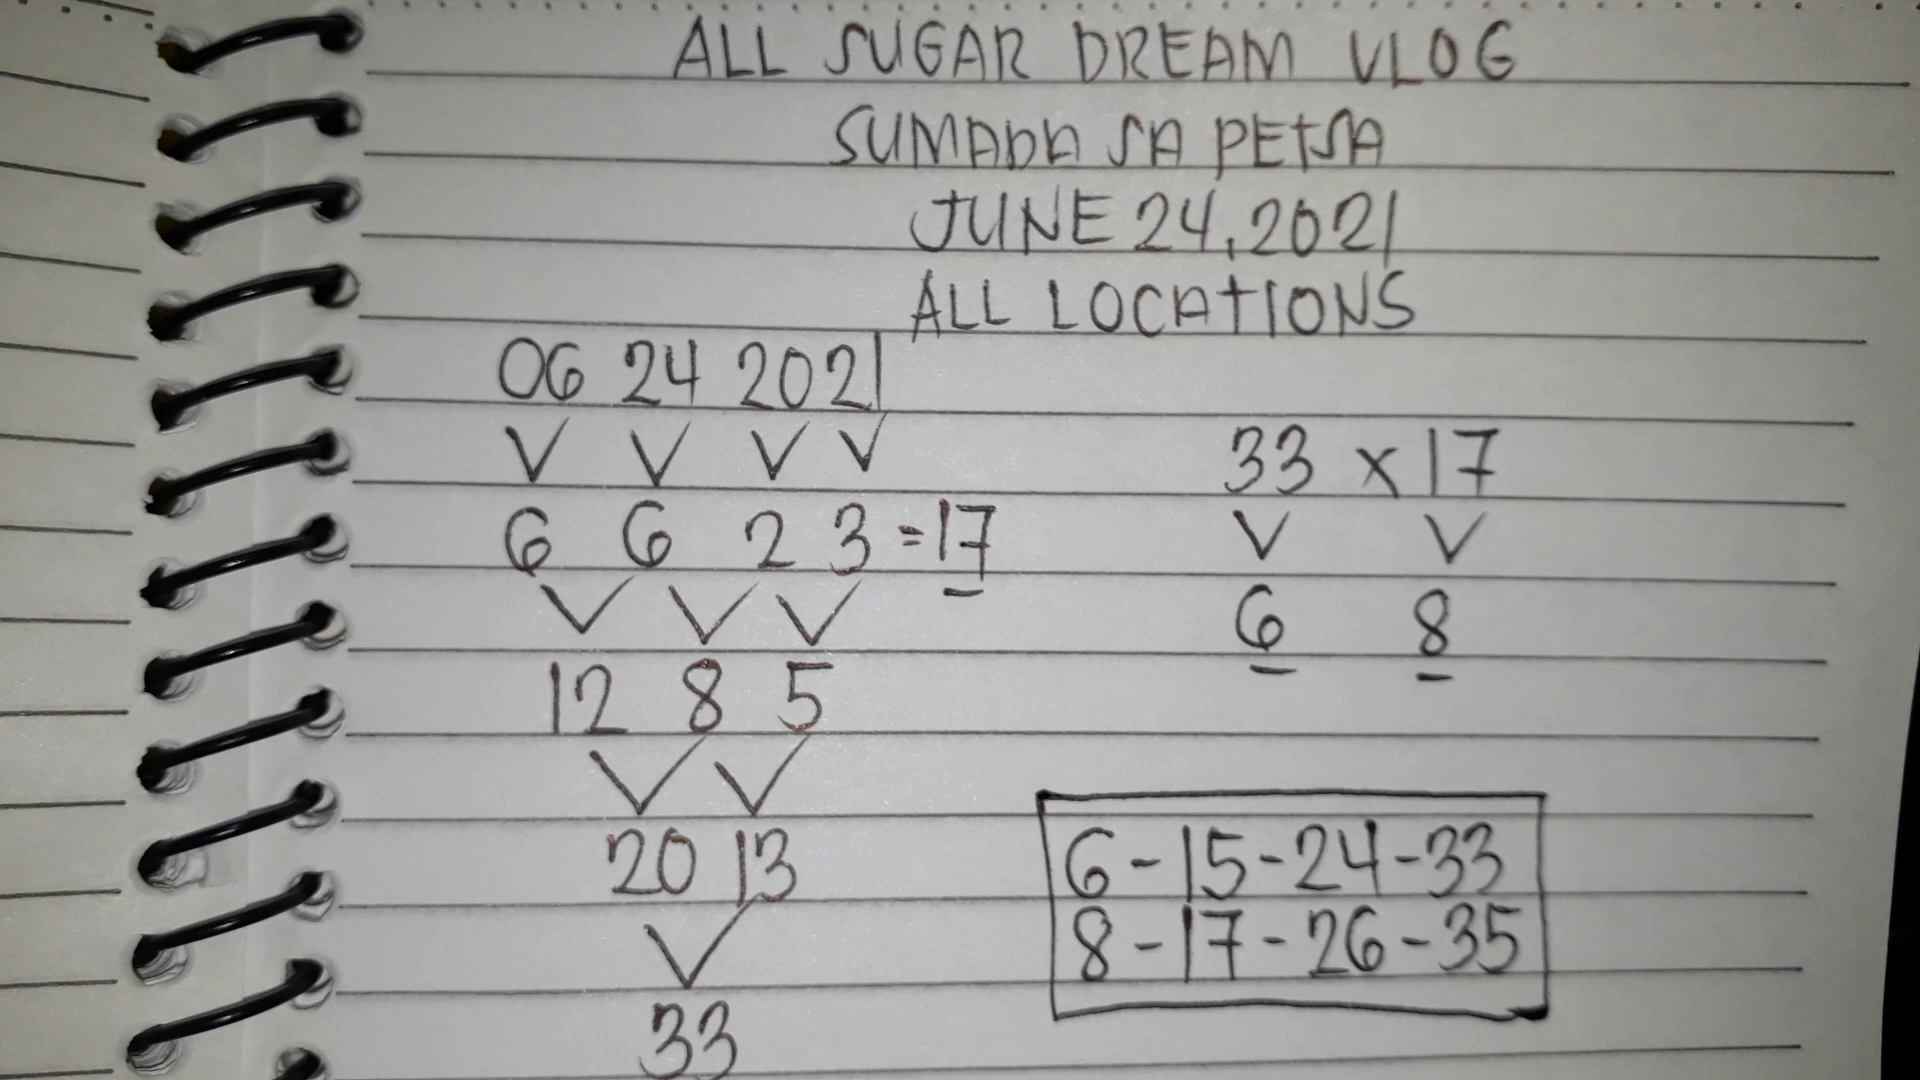 ALL SUGAR DREAM VLOG
SUMADA SA PETSA
JUNE 24, 2021
ALL LOCATIONS
06 24 2021
6 6 2 3 = 17
12 8 5
20 13
33
33 x 17
6 8
6-15-24-33
8-17-26-35